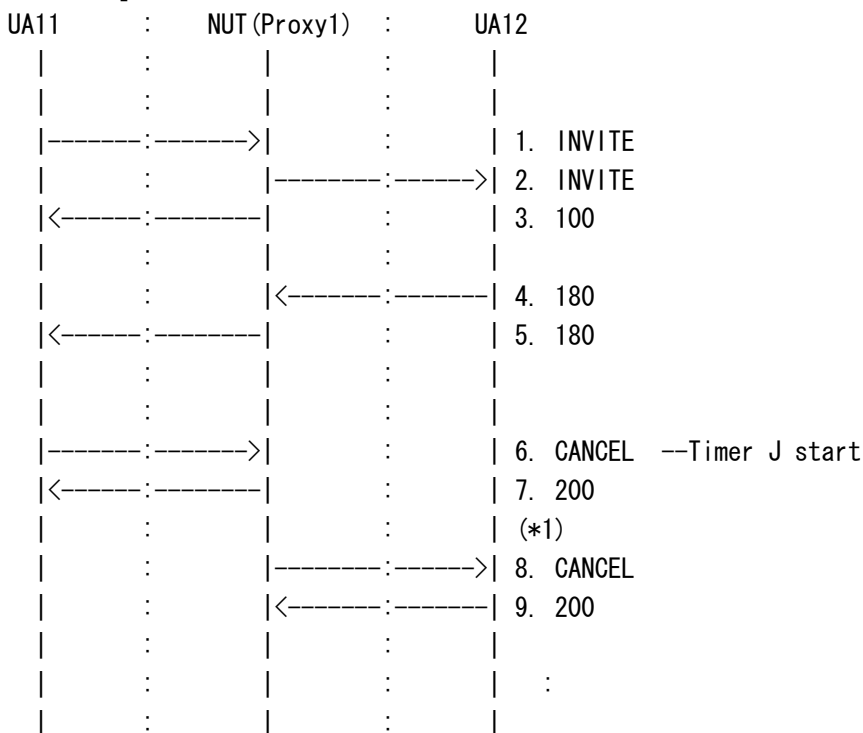 UA11 : NUT(Proxy1) : UA12
| : | : |
| : | : |
|-------:------->| : | 1. INVITE
| : |--------:------>| 2. INVITE
|<------:--------| : | 3. 100
| : | : |
| : |<-------:-------| 4. 180
|<------:--------| : | 5. 180
| : | : |
| : | : |
|-------:------->| : | 6. CANCEL --Timer J start
|<------:--------| : | 7. 200
| : | : | (*1)
| : |--------:------>| 8. CANCEL
| : |<-------:-------| 9. 200
| : | : |
| : | : | :
| : | : |